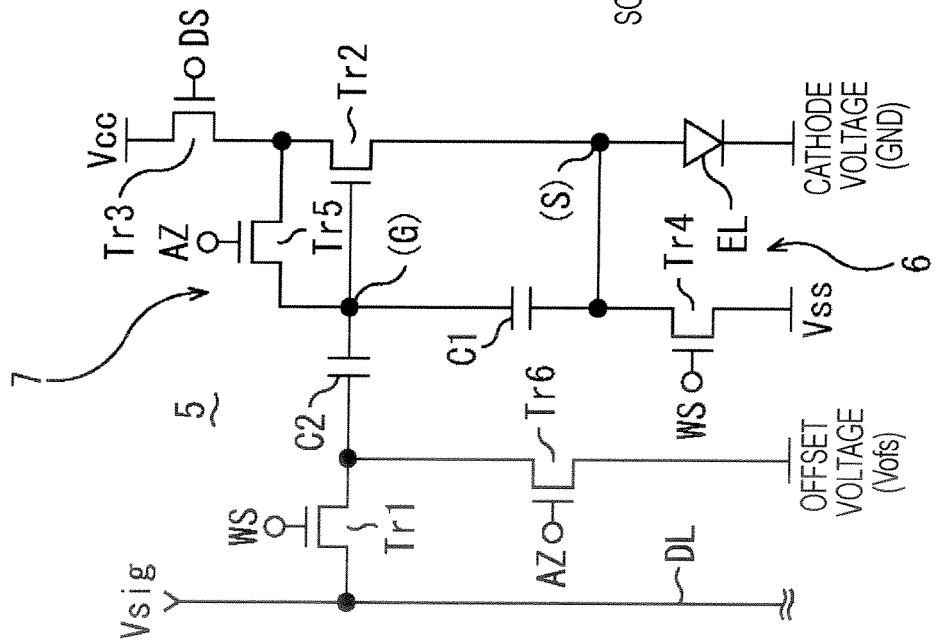 Vcc
DS
Tr3
AZ
Tr5
Tr2
7
(G)
5
C2
C1
(S)
WS
Tr1
Tr6
Tr4
EL
6
Vsig
AZ
WS
Vss
DL
OFFSET
VOLTAGE
(Vofs)
CATHODE
VOLTAGE
(GND)
SO